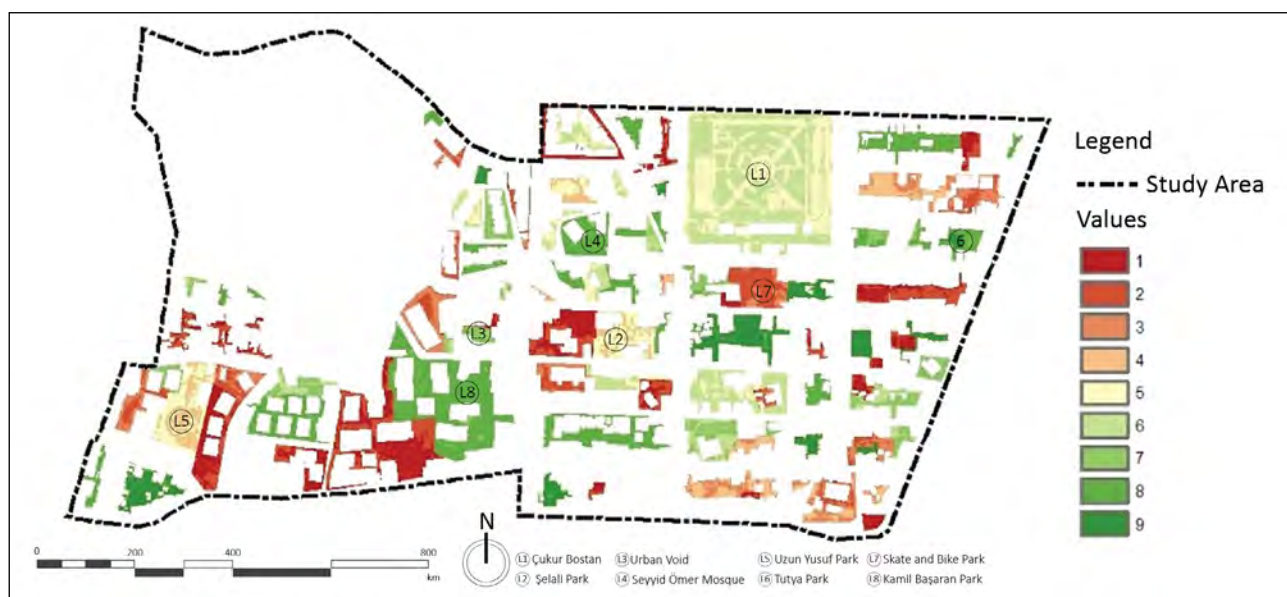 L1
L4
6
L7
L3
L2
L8
L5
Legend
Study Area
Values
1
2
3
4
5
6
7
8
9
N
0 200 400 800
km
L1 Çukur Bostan L3 Urban Void L5 Uzun Yusuf Park L7 Skate and Bike Park
L2 Şelali Park L4 Seyyid Ömer Mosque L6 Tutya Park L8 Kamil Başaran Park